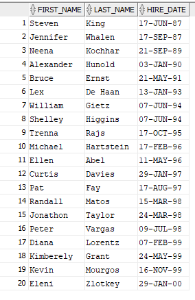 FIRST_NAME LAST_NAME HIRE_DATE
1 Steven King 17-JUN-87
2 Jennifer Whalen 17-SEP-87
3 Neena Kochhar 21-SEP-89
4 Alexander Hunold 03-JAN-90
5 Bruce Ernst 21-MAY-91
6 Lex De Haan 13-JAN-93
7 William Gietz 07-JUN-94
8 Shelley Higgins 07-JUN-94
9 Trenna Rajs 17-OCT-95
10 Michael Hartstein 17-FEB-96
11 Ellen Abel 11-MAY-96
12 Curtis Davies 29-JAN-97
13 Pat Fay 17-AUG-97
14 Randall Matos 15-MAR-98
15 Jonathon Taylor 24-MAR-98
16 Peter Vargas 09-JUL-98
17 Diana Lorentz 07-FEB-99
18 Kimberely Grant 24-MAY-99
19 Kevin Mourgos 16-NOV-99
20 Eleni Zlotkey 29-JAN-00